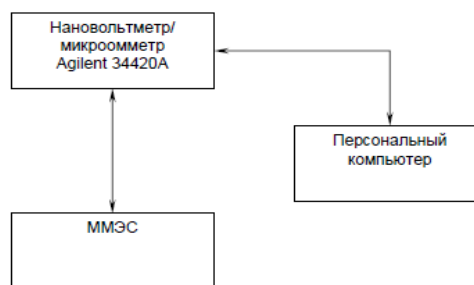 Нановольтметр/
микроомметр
Agilent 34420A
Персональный
компьютер
ММЭС